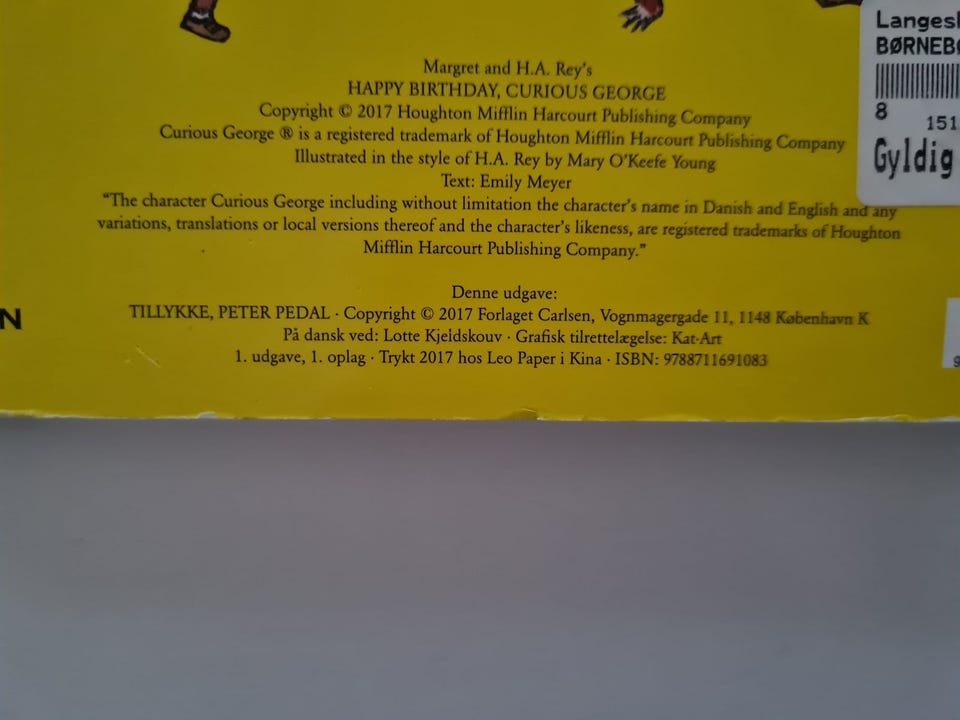 Margret and H.A. Rey's
HAPPY BIRTHDAY, CURIOUS GEORGE
Copyright © 2017 Houghton Mifflin Harcourt Publishing Company
Curious George ® is a registered trademark of Houghton Mifflin Harcourt Publishing Company
Illustrated in the style of H.A. Rey by Mary O'Keefe Young
Text: Emily Meyer
"The character Curious George including without limitation the character's name in Danish and English and any
variations, translations or local versions thereof and the character's likeness, are registered trademarks of Houghton
Mifflin Harcourt Publishing Company."
Denne udgave:
TILLYKKE, PETER PEDAL · Copyright © 2017 Forlaget Carlsen, Vognmagergade 11, 1148 København K
På dansk ved: Lotte Kjeldskouv · Grafisk tilrettelægelse: Kat-Art
1. udgave, 1. oplag · Trykt 2017 hos Leo Paper i Kina · ISBN: 9788711691083
N
BØRNEB
8
151
Gyldig
9